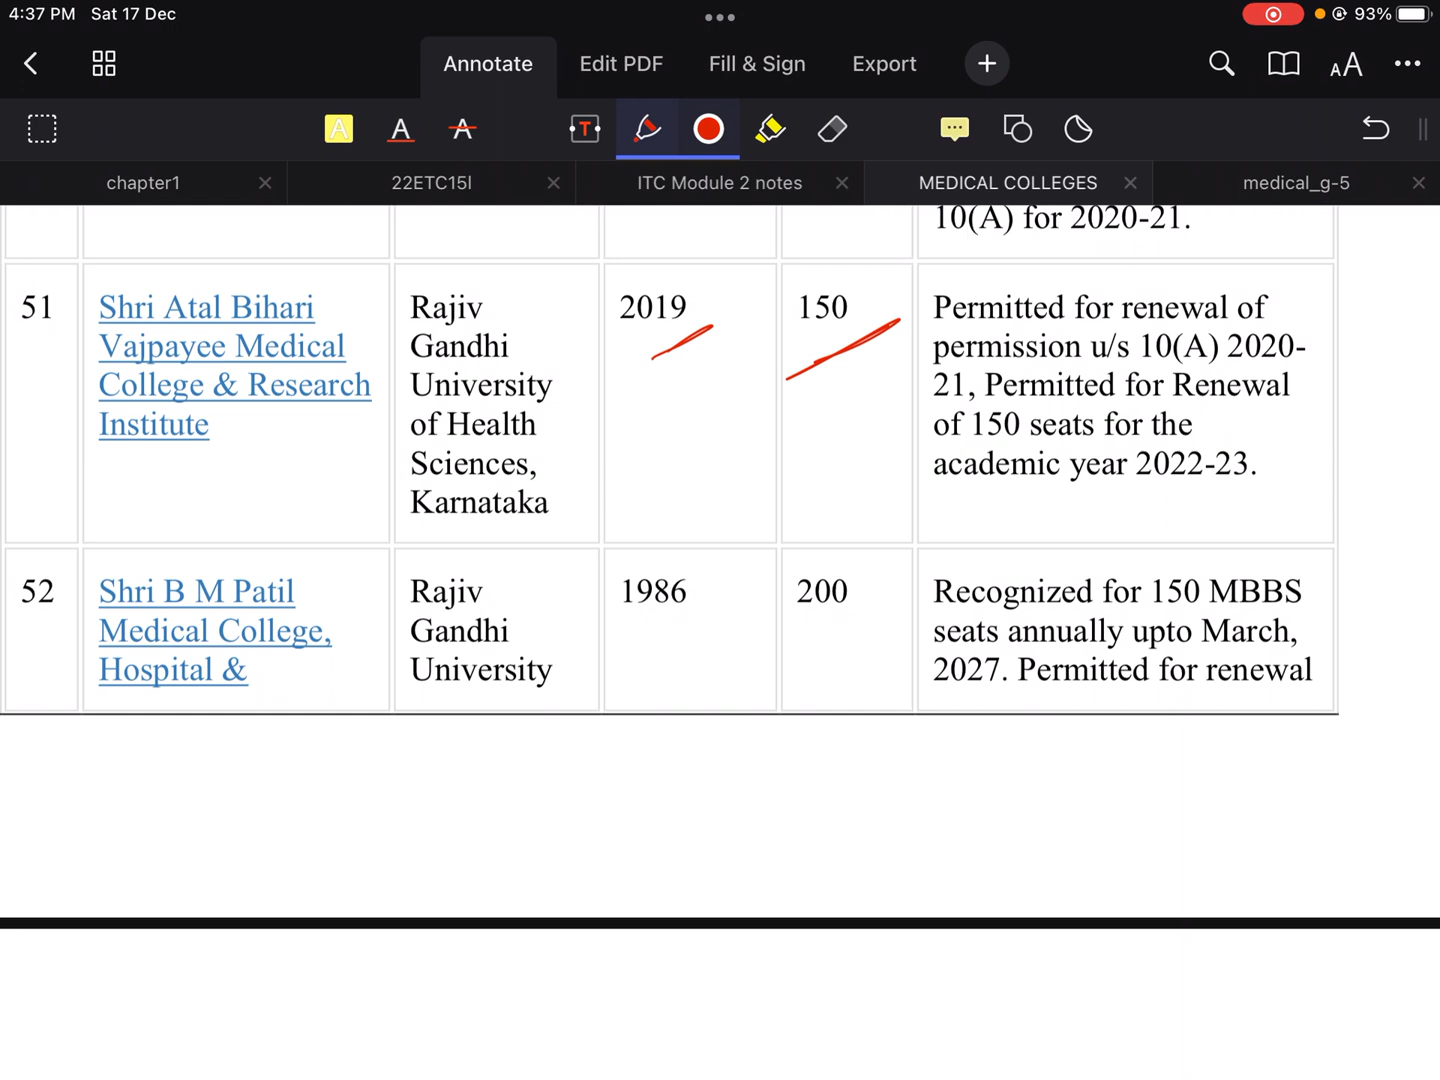 4:37 PM Sat 17 Dec
93%
Annotate
Edit PDF
Fill & Sign
Export
AA
A
A
A
T
chapter1
22ETC15I
ITC Module 2 notes
MEDICAL COLLEGES
medical_g-5
10(A) for 2020-21.
51
Shri Atal Bihari
Vajpayee Medical
College & Research
Institute
Rajiv
Gandhi
University
of Health
Sciences,
Karnataka
2019
150
Permitted for renewal of
permission u/s 10(A) 2020-
21, Permitted for Renewal
of 150 seats for the
academic year 2022-23.
52
Shri B M Patil
Medical College,
Hospital &
Rajiv
Gandhi
University
1986
200
Recognized for 150 MBBS
seats annually upto March,
2027. Permitted for renewal